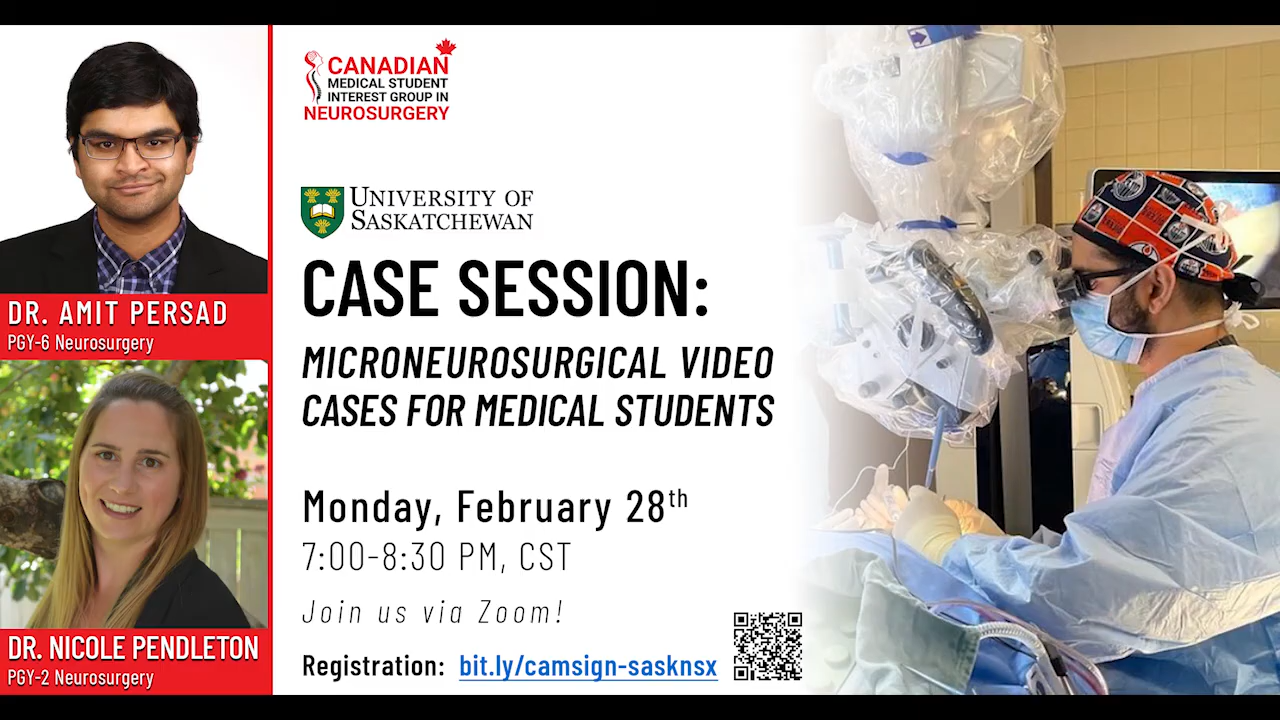 CANADIAN
MEDICAL STUDENT
INTEREST GROUP IN
NEUROSURGERY
UNIVERSITY OF
SASKATCHEWAN
CASE SESSION:
MICRONEUROSURGICAL VIDEO
CASES FOR MEDICAL STUDENTS
Monday, February 28th
7:00-8:30 PM, CST
Join us via Zoom!
Registration: bit.ly/camsign-sasknsx
DR. AMIT PERSAD
PGY-6 Neurosurgery
DR. NICOLE PENDLETON
PGY-2 Neurosurgery